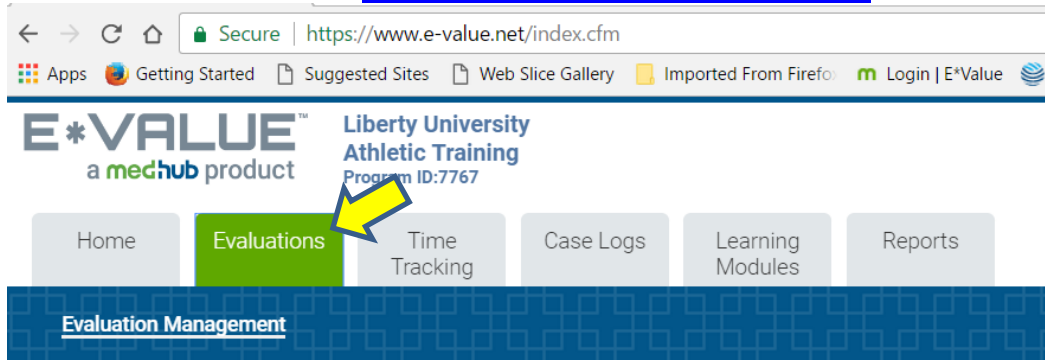 Secure | https://www.e-value.net/index.cfm
Apps Getting Started Suggested Sites Web Slice Gallery Imported From Firefo Login | E*Value
E*VALUE™ Liberty University
a medhub product Athletic Training
Program ID:7767
Home Evaluations Time Tracking Case Logs Learning Modules Reports
Evaluation Management